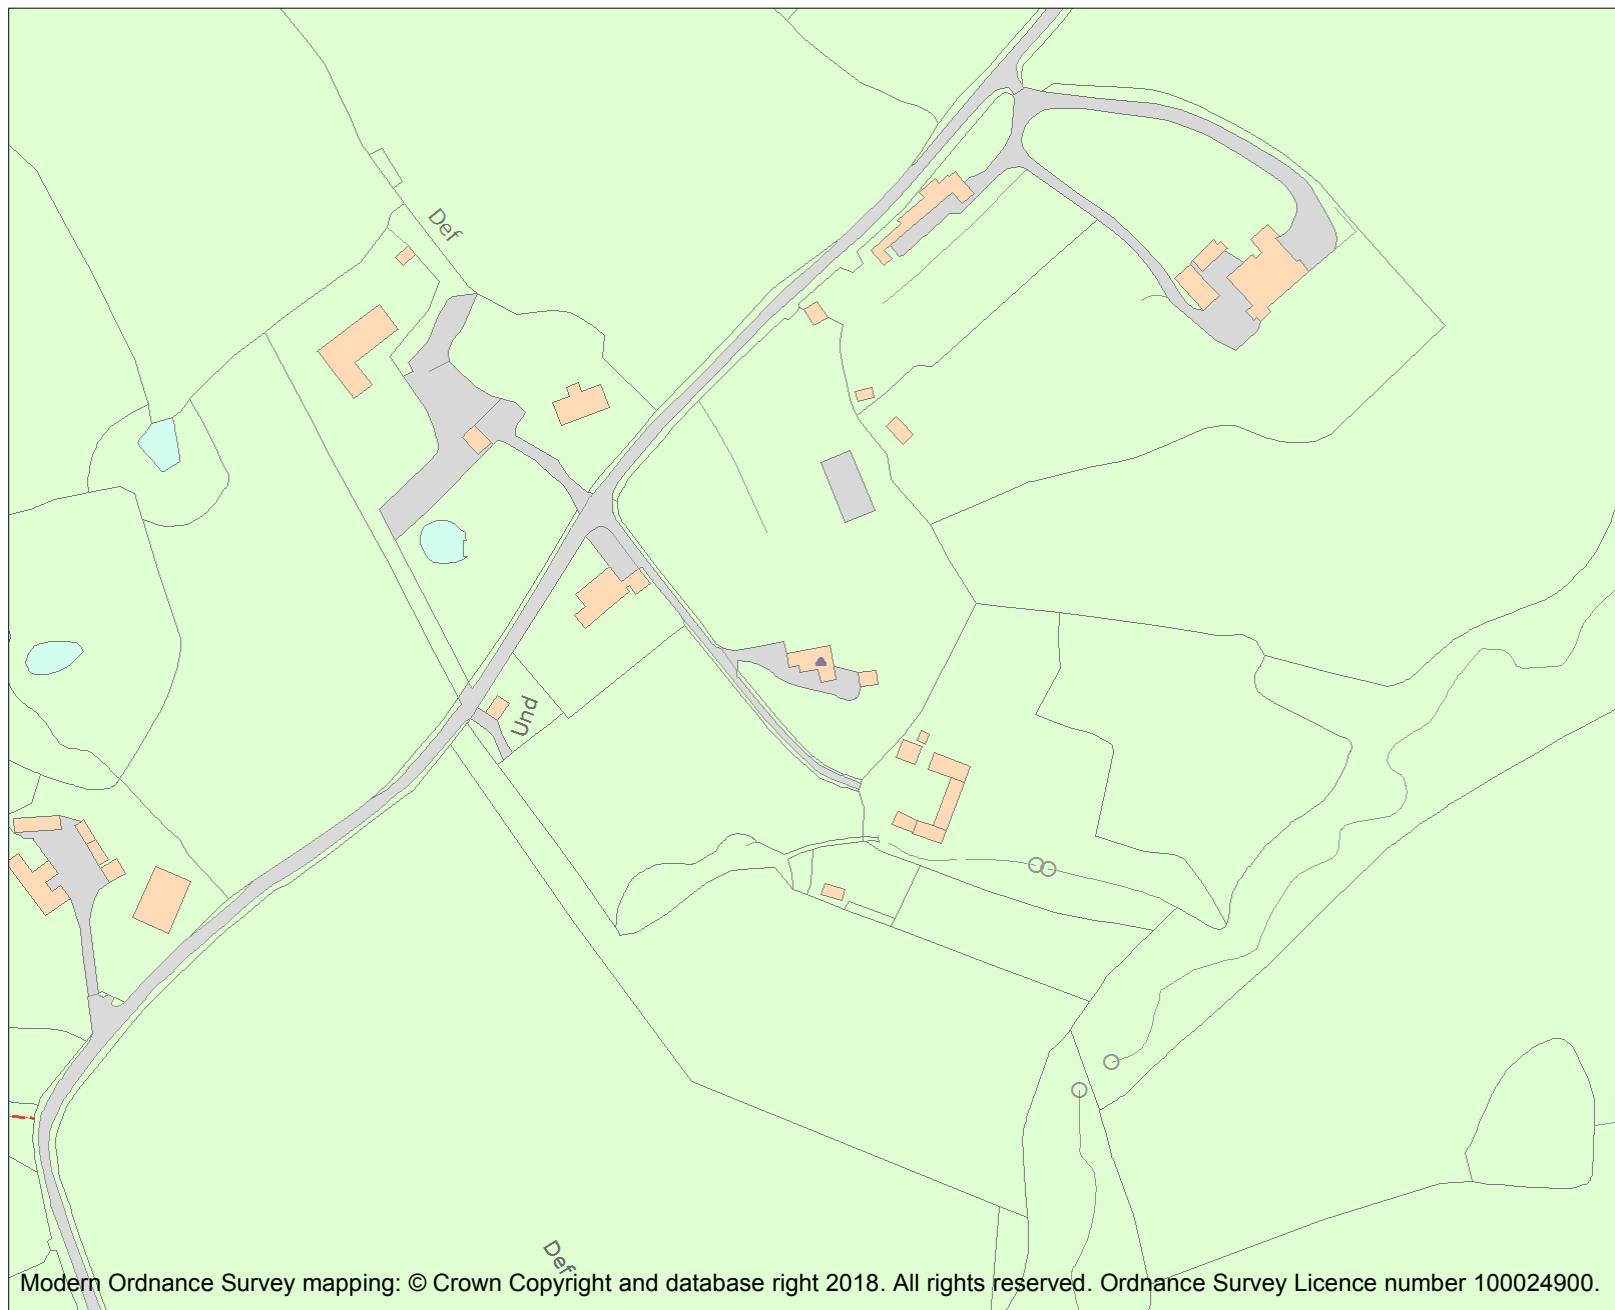 Def
Und
Def
Modern Ordnance Survey mapping: © Crown Copyright and database right 2018. All rights reserved. Ordnance Survey Licence number 100024900.